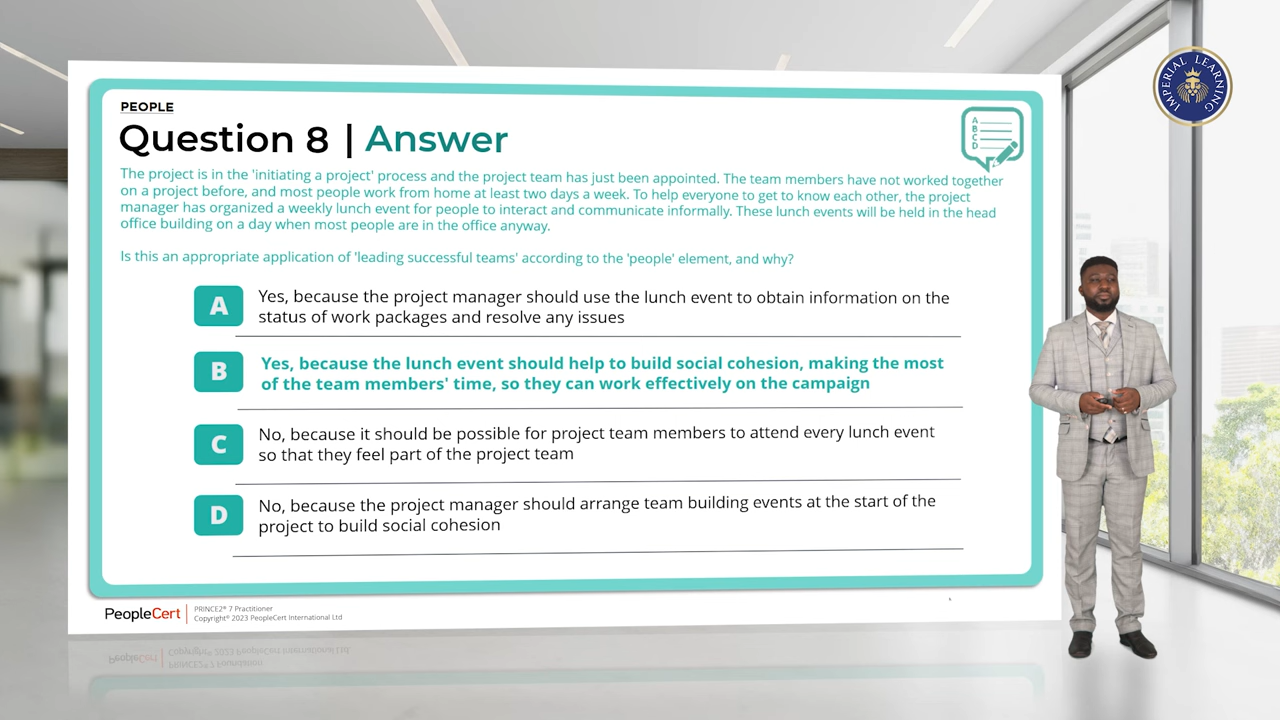 IMPERIAL LEARNING
PEOPLE
Question 8 | Answer
A
B
C
D
The project is in the 'initiating a project' process and the project team has just been appointed. The team members have not worked together
on a project before, and most people work from home at least two days a week. To help everyone to get to know each other, the project
manager has organized a weekly lunch event for people to interact and communicate informally. These lunch events will be held in the head
office building on a day when most people are in the office anyway.
Is this an appropriate application of 'leading successful teams' according to the 'people' element, and why?
A
Yes, because the project manager should use the lunch event to obtain information on the
status of work packages and resolve any issues
B
Yes, because the lunch event should help to build social cohesion, making the most
of the team members' time, so they can work effectively on the campaign
C
No, because it should be possible for project team members to attend every lunch event
so that they feel part of the project team
D
No, because the project manager should arrange team building events at the start of the
project to build social cohesion
PeopleCert
PRINCE2® 7 Practitioner
Copyright© 2023 PeopleCert International Ltd
PeopleCert
Copyright© 2023 PeopleCert International Ltd
PRINCE2® 7 Foundation